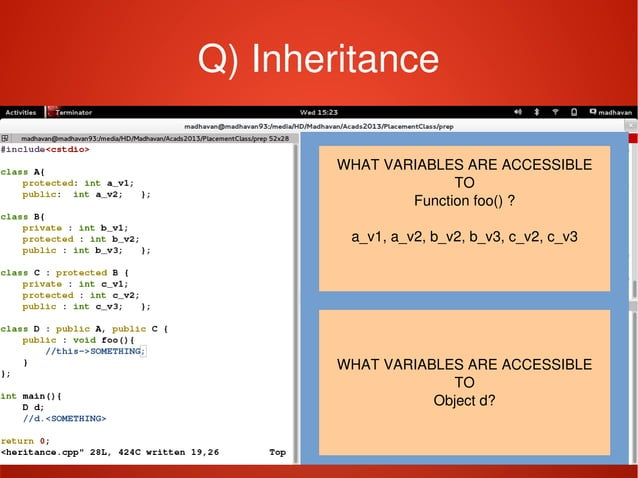 Q) Inheritance
Activities Terminator Wed 15:23 madhavan
madhavan@madhavan93:/media/HD/Madhavan/Acads2013/PlacementClass/prep
madhavan@madhavan93:/media/HD/Madhavan/Acads2013/PlacementClass/prep 52x28
#include<cstdio>
class A{
protected: int a_v1;
public: int a_v2; };
class B{
private : int b_v1;
protected : int b_v2;
public : int b_v3; };
class C : protected B {
private : int c_v1;
protected : int c_v2;
public : int c_v3; };
class D : public A, public C {
public : void foo(){
//this->SOMETHING;
}
};
int main(){
D d;
//d.<SOMETHING>
return 0;
<heritance.cpp" 28L, 424C written 19,26 Top
WHAT VARIABLES ARE ACCESSIBLE
TO
Function foo() ?
a_v1, a_v2, b_v2, b_v3, c_v2, c_v3
WHAT VARIABLES ARE ACCESSIBLE
TO
Object d?